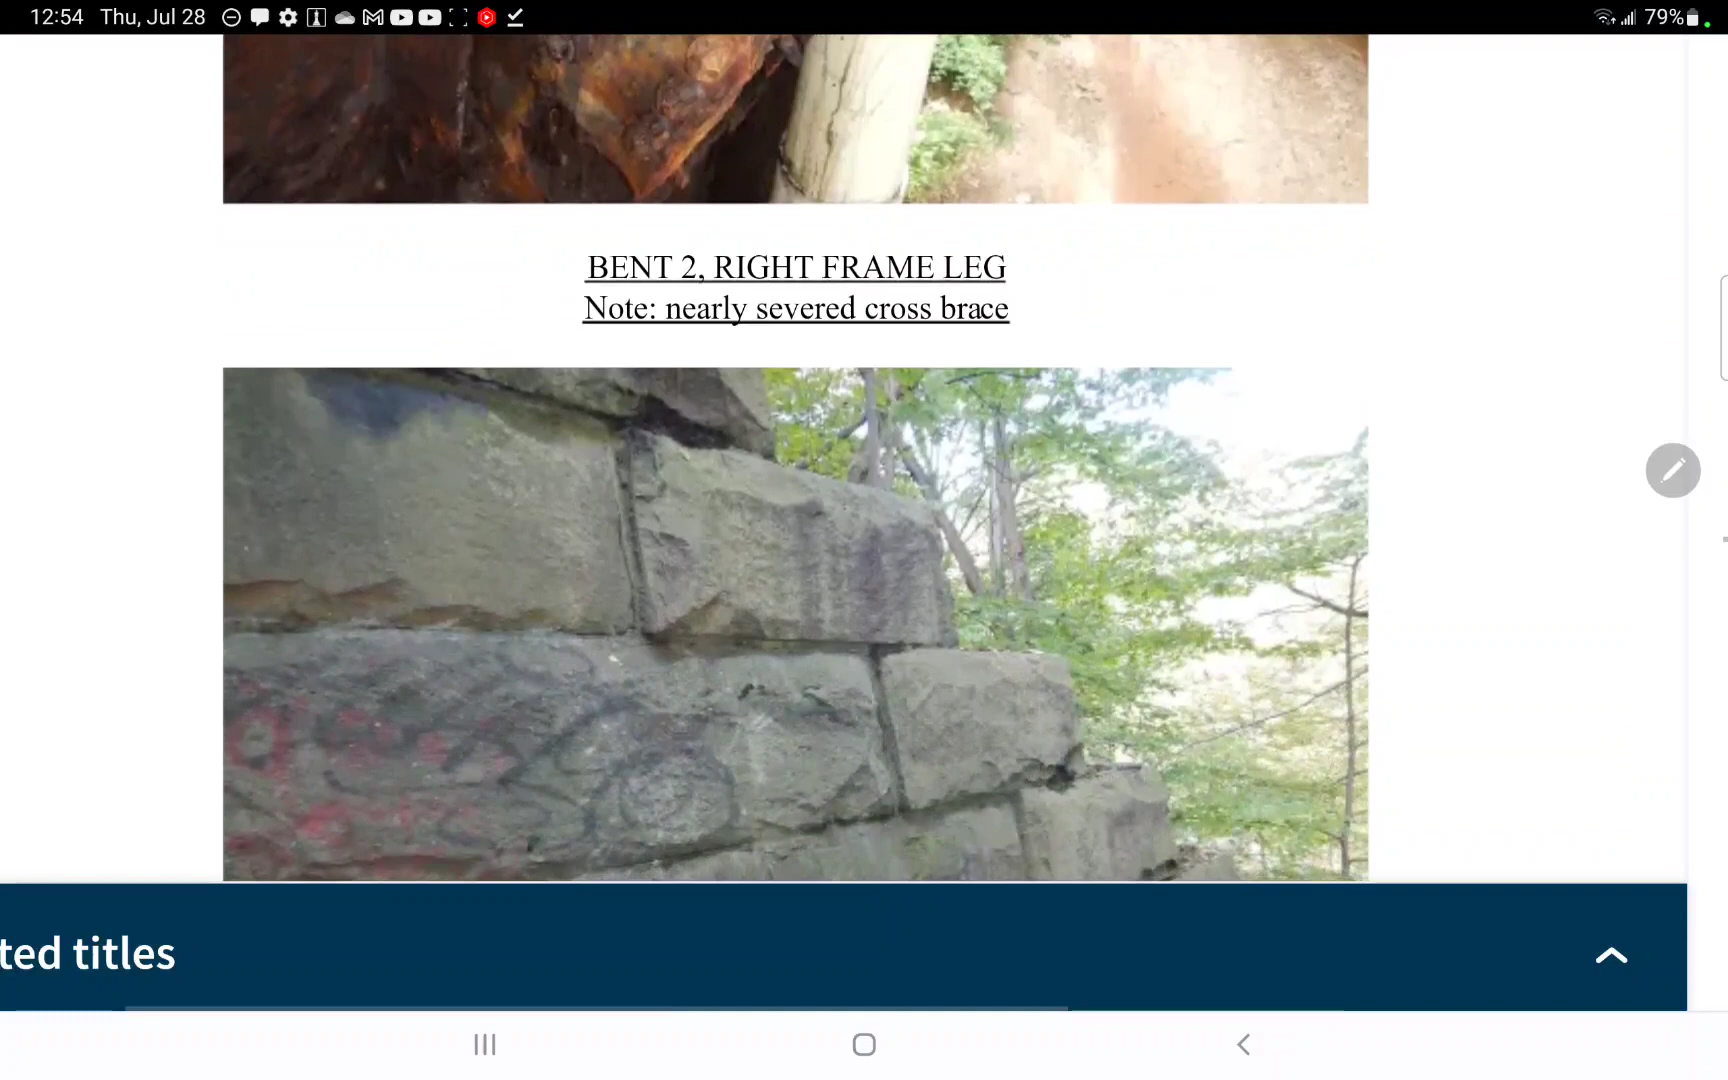 12:54 Thu, Jul 28 79%
BENT 2, RIGHT FRAME LEG
Note: nearly severed cross brace
ted titles